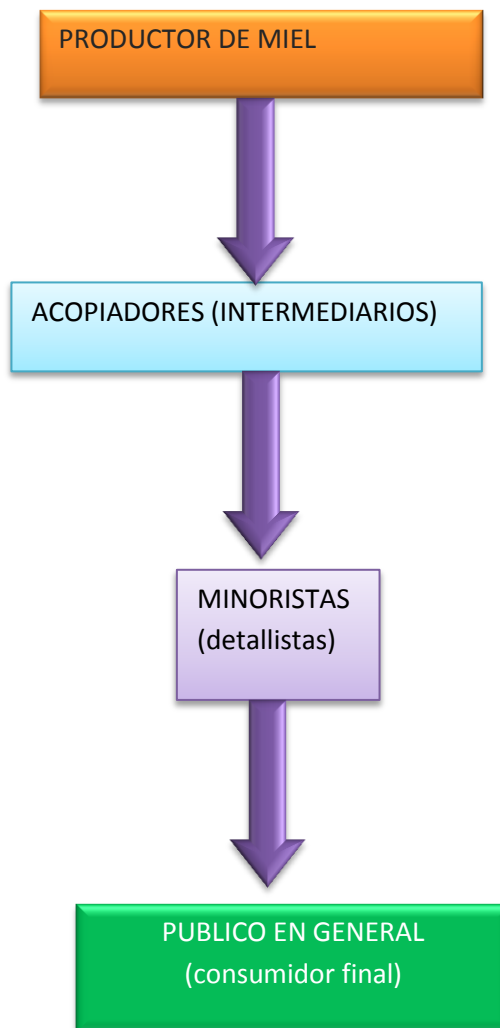 PRODUCTOR DE MIEL
ACOPIADORES (INTERMEDIARIOS)
MINORISTAS
(detallistas)
PUBLICO EN GENERAL
(consumidor final)